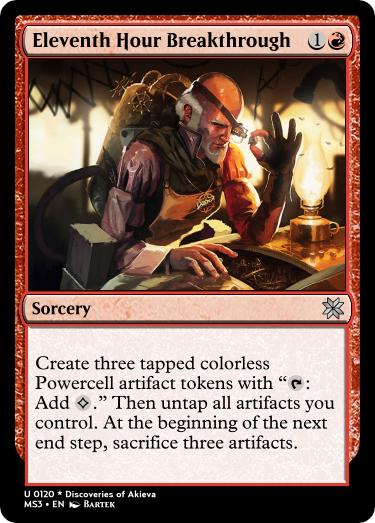 Eleventh Hour Breakthrough 1
Sorcery
Create three tapped colorless
Powercell artifact tokens with “:
Add .” Then untap all artifacts you
control. At the beginning of the next
end step, sacrifice three artifacts.
U 0120 * Discoveries of Akieva
MS3 • EN Bartek